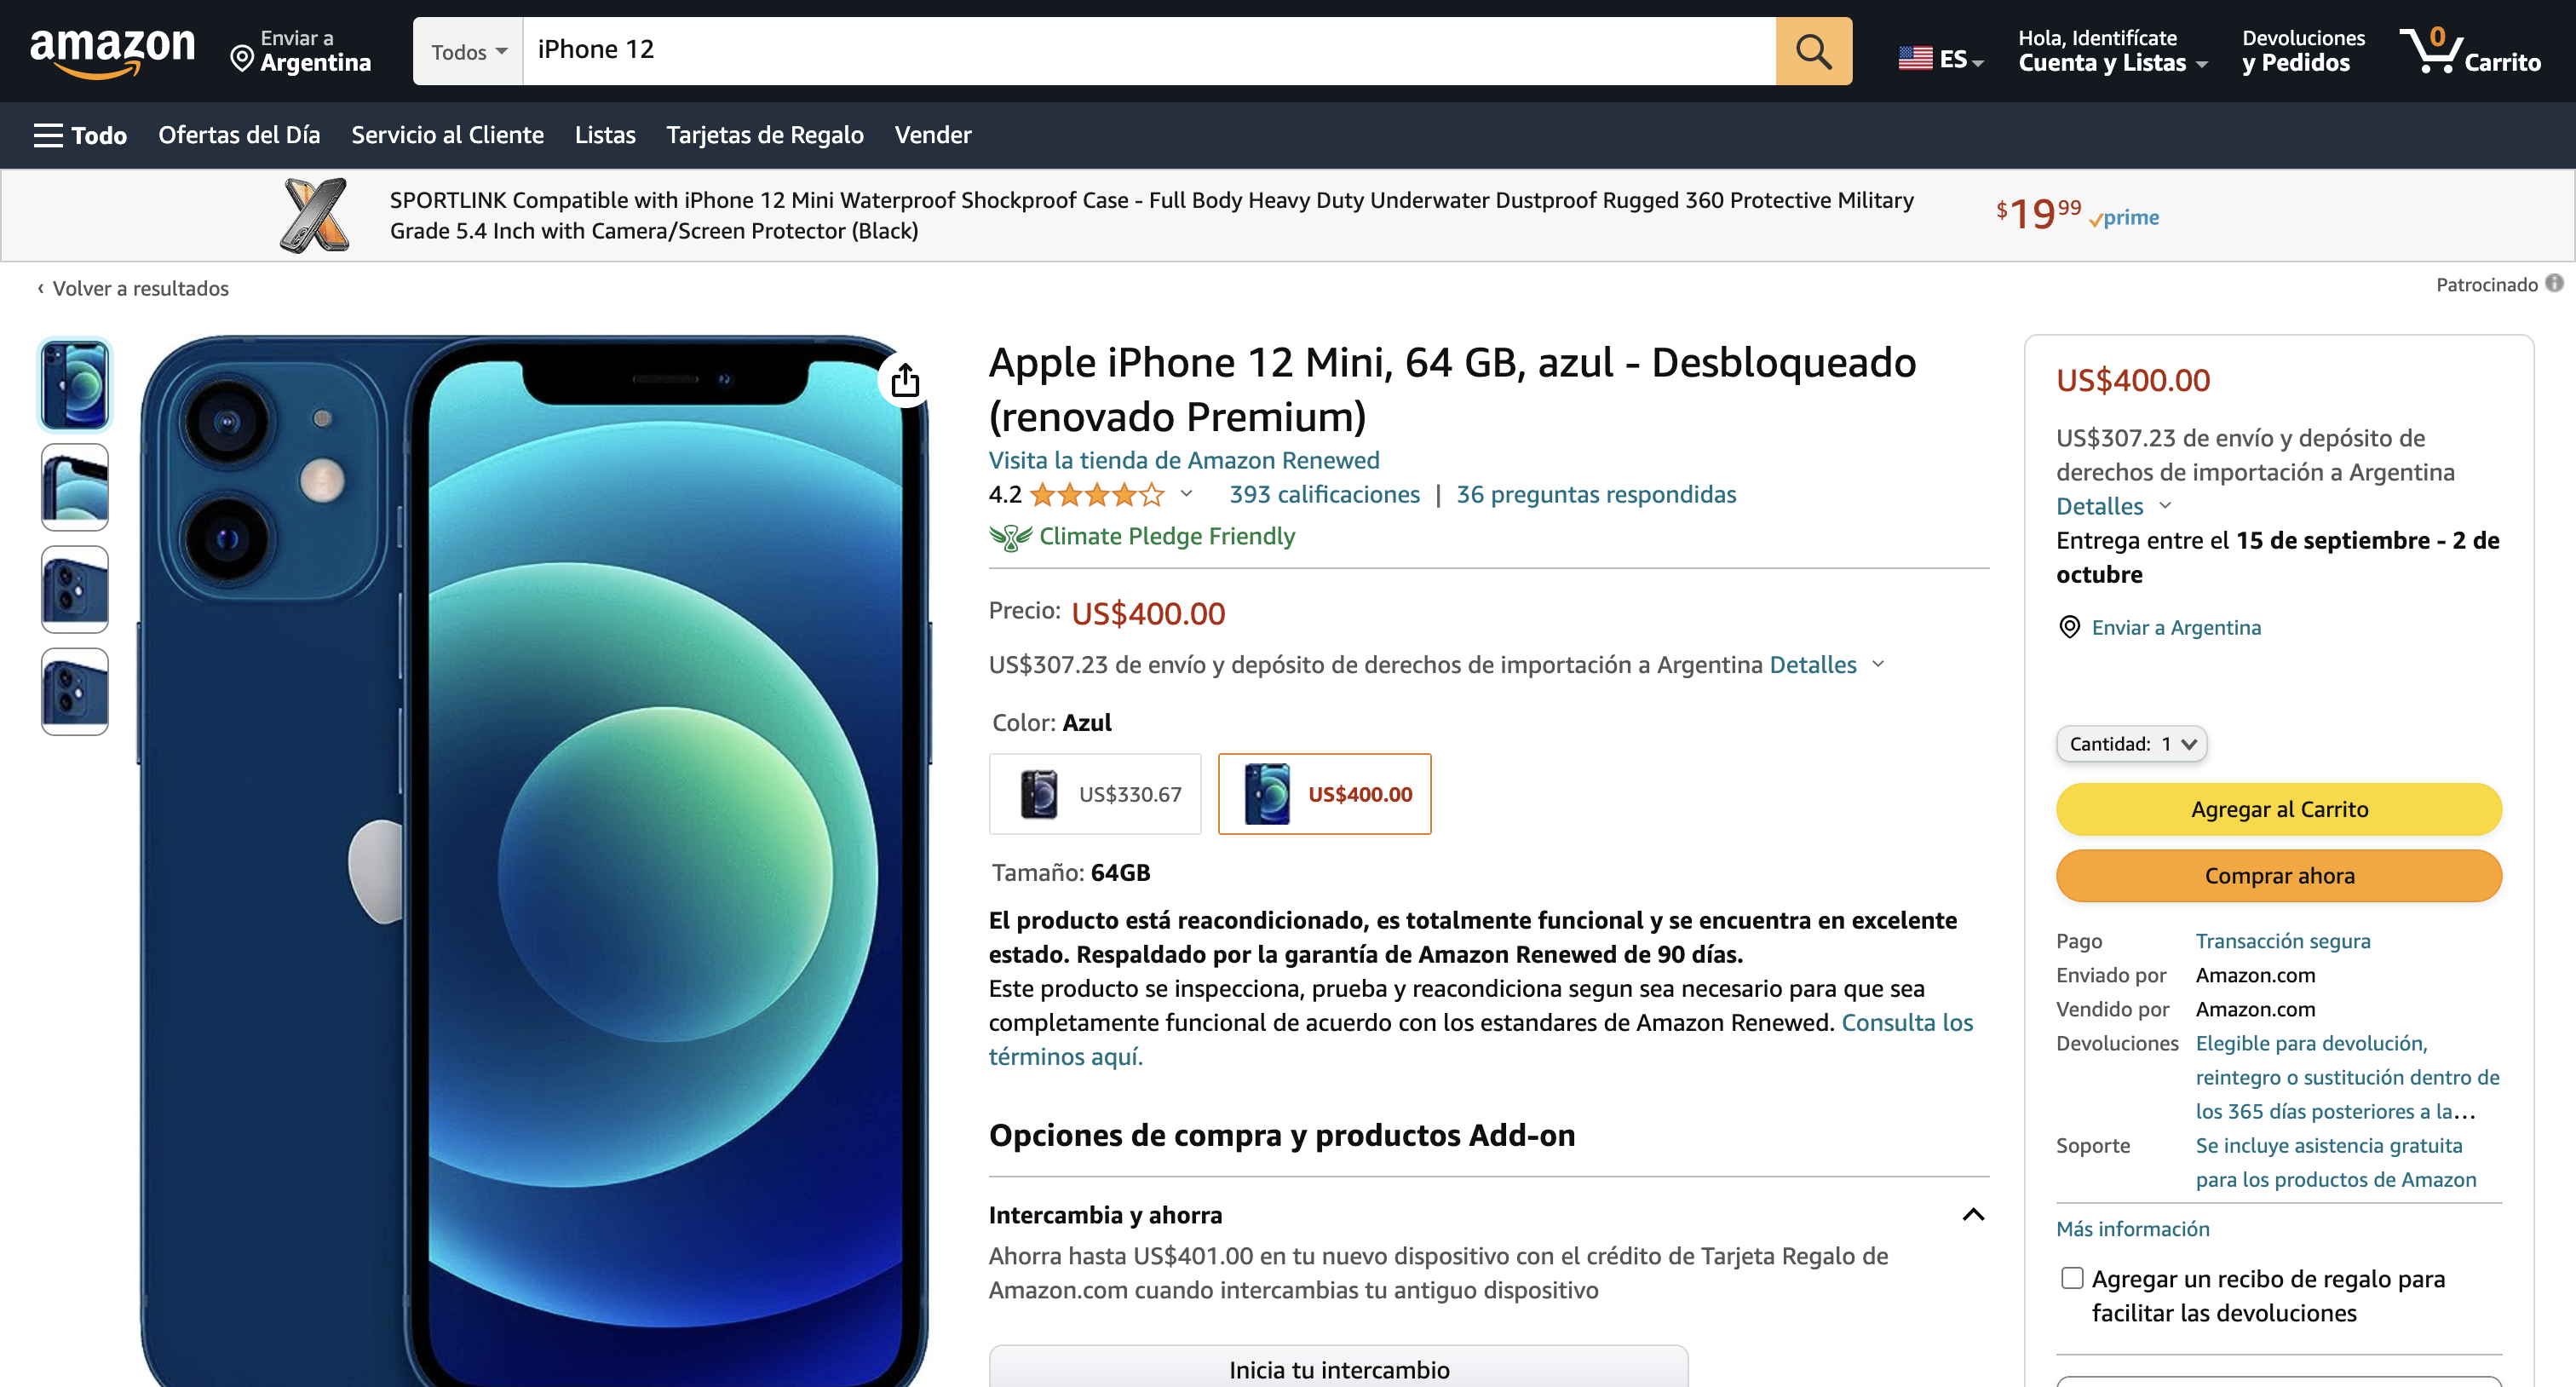 amazon
Enviar a
Argentina
Todos
iPhone 12
ES
Hola, Identifícate
Cuenta y Listas
Devoluciones
y Pedidos
0
Carrito
Todo
Ofertas del Día
Servicio al Cliente
Listas
Tarjetas de Regalo
Vender
SPORTLINK Compatible with iPhone 12 Mini Waterproof Shockproof Case - Full Body Heavy Duty Underwater Dustproof Rugged 360 Protective Military
Grade 5.4 Inch with Camera/Screen Protector (Black)
$19 99 prime
‹ Volver a resultados
Patrocinado
Apple iPhone 12 Mini, 64 GB, azul - Desbloqueado
(renovado Premium)
Visita la tienda de Amazon Renewed
4.2
393 calificaciones | 36 preguntas respondidas
Climate Pledge Friendly
Precio: US$400.00
US$307.23 de envío y depósito de derechos de importación a Argentina Detalles
Color: Azul
US$330.67
US$400.00
Tamaño: 64GB
El producto está reacondicionado, es totalmente funcional y se encuentra en excelente
estado. Respaldado por la garantía de Amazon Renewed de 90 días.
Este producto se inspecciona, prueba y reacondiciona segun sea necesario para que sea
completamente funcional de acuerdo con los estandares de Amazon Renewed. Consulta los
términos aquí.
Opciones de compra y productos Add-on
Intercambia y ahorra
Ahorra hasta US$401.00 en tu nuevo dispositivo con el crédito de Tarjeta Regalo de
Amazon.com cuando intercambias tu antiguo dispositivo
Inicia tu intercambio
US$400.00
US$307.23 de envío y depósito de
derechos de importación a Argentina
Detalles
Entrega entre el 15 de septiembre - 2 de
octubre
Enviar a Argentina
Cantidad: 1
Agregar al Carrito
Comprar ahora
Pago Transacción segura
Enviado por Amazon.com
Vendido por Amazon.com
Devoluciones Elegible para devolución,
reintegro o sustitución dentro de
los 365 días posteriores a la...
Soporte Se incluye asistencia gratuita
para los productos de Amazon
Más información
Agregar un recibo de regalo para
facilitar las devoluciones